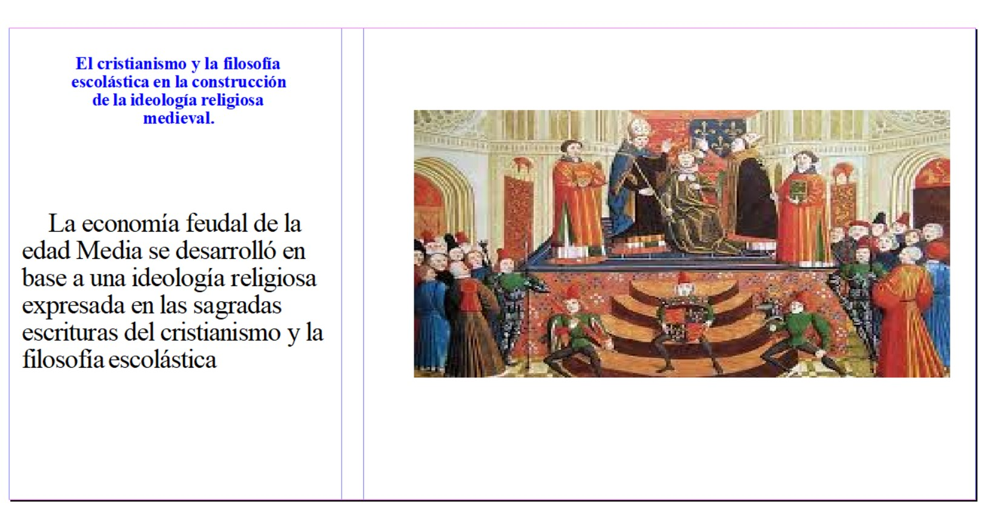 El cristianismo y la filosofía
escolástica en la construcción
de la ideología religiosa
medieval.
La economía feudal de la
edad Media se desarrolló en
base a una ideología religiosa
expresada en las sagradas
escrituras del cristianismo y la
filosofía escolástica